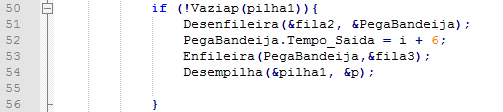 50 if (!Vaziap(pilha1)){
51 Desenfileira(&fila2, &PegaBandeija);
52 PegaBandeija.Tempo_Saida = i + 6;
53 Enfileira(PegaBandeija,&fila3);
54 Desempilha(&pilha1, &p);
55
56 }